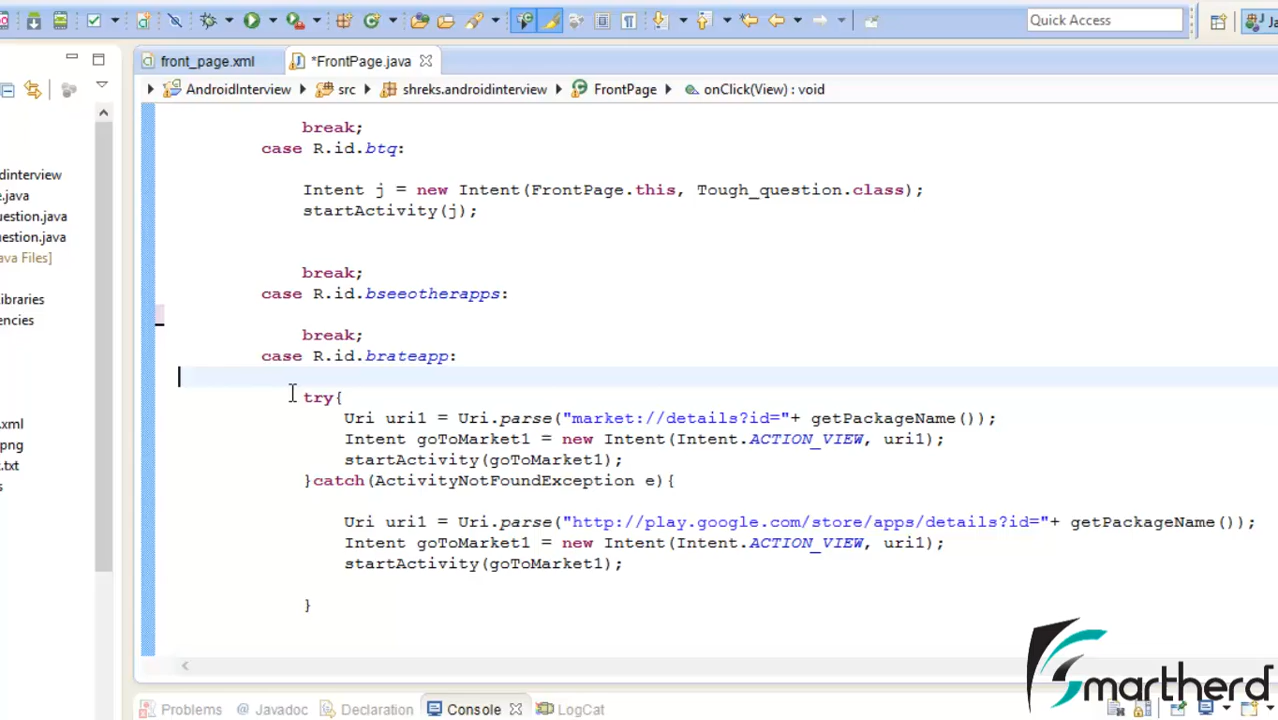 Quick Access
Ja
front_page.xml
*FrontPage.java
AndroidInterview
src
shreks.androidinterview
FrontPage
onClick(View) : void
break;
case R.id.btq:
dinterview
e.java
Intent j = new Intent(FrontPage.this, Tough_question.class);
startActivity(j);
estion.java
estion.java
ava Files]
break;
case R.id.bseeotherapps:
ibraries
encies
break;
case R.id.brateapp:
try{
Uri uri1 = Uri.parse("market://details?id="+ getPackageName());
.xml
Intent goToMarket1 = new Intent(Intent.ACTION_VIEW, uri1);
png
startActivity(goToMarket1);
.txt
}catch(ActivityNotFoundException e){
s
Uri uri1 = Uri.parse("http://play.google.com/store/apps/details?id="+ getPackageName());
Intent goToMarket1 = new Intent(Intent.ACTION_VIEW, uri1);
startActivity(goToMarket1);
}
Smartherd
Problems
@ Javadoc
Declaration
Console
LogCat